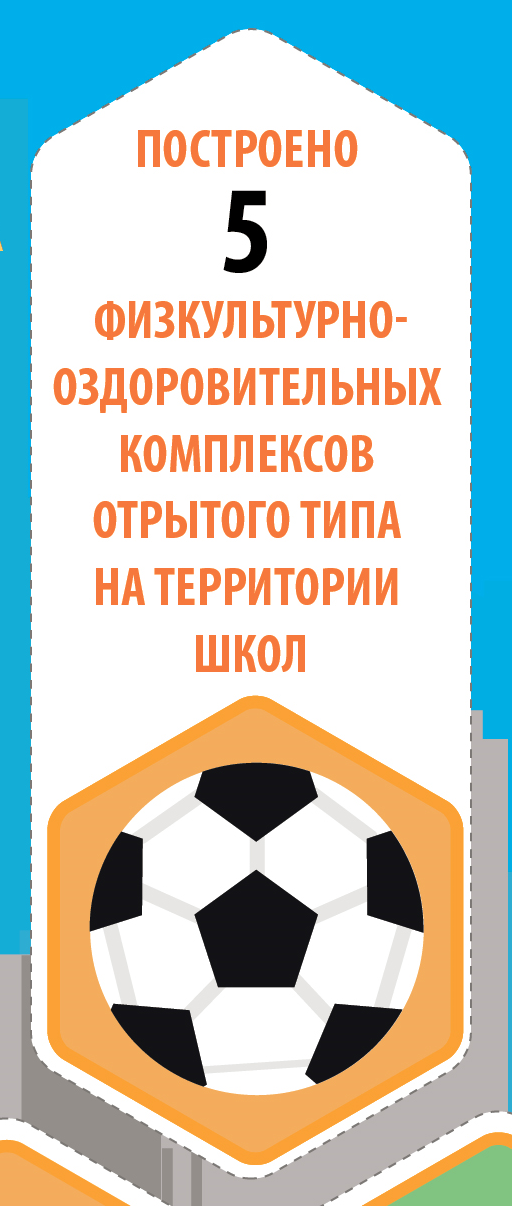 ПОСТРОЕНО
5
ФИЗКУЛЬТУРНО-
ОЗДОРОВИТЕЛЬНЫХ
КОМПЛЕКСОВ
ОТРЫТОГО ТИПА
НА ТЕРРИТОРИИ
ШКОЛ